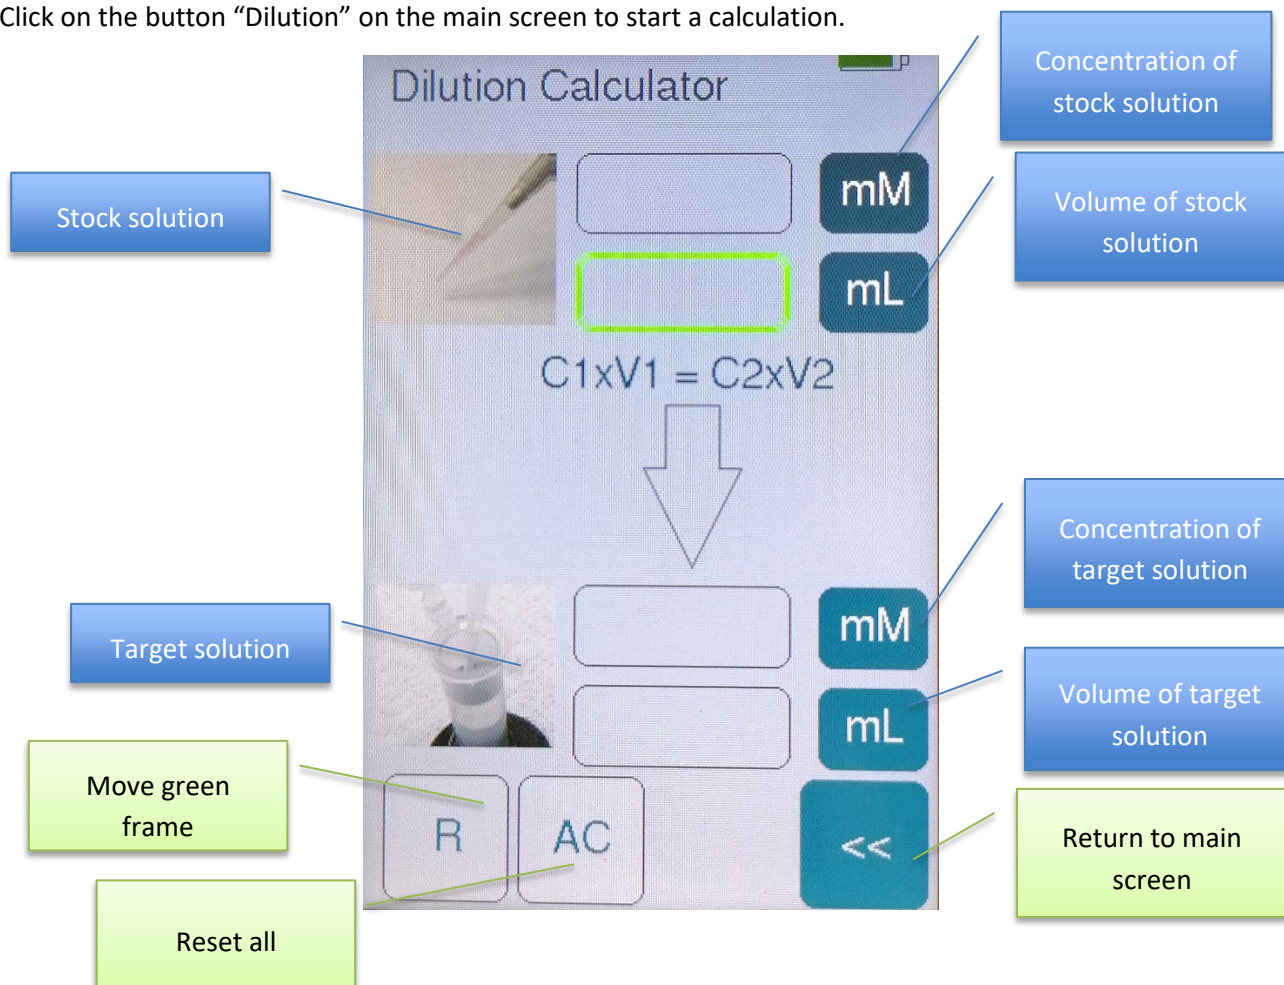 Click on the button “Dilution” on the main screen to start a calculation.
Concentration of
stock solution
Dilution Calculator
mM
Stock solution
Volume of stock
solution
mL
C1xV1 = C2xV2
Concentration of
target solution
mM
Target solution
Volume of target
solution
mL
Move green
frame
R
AC
<<
Return to main
screen
Reset all